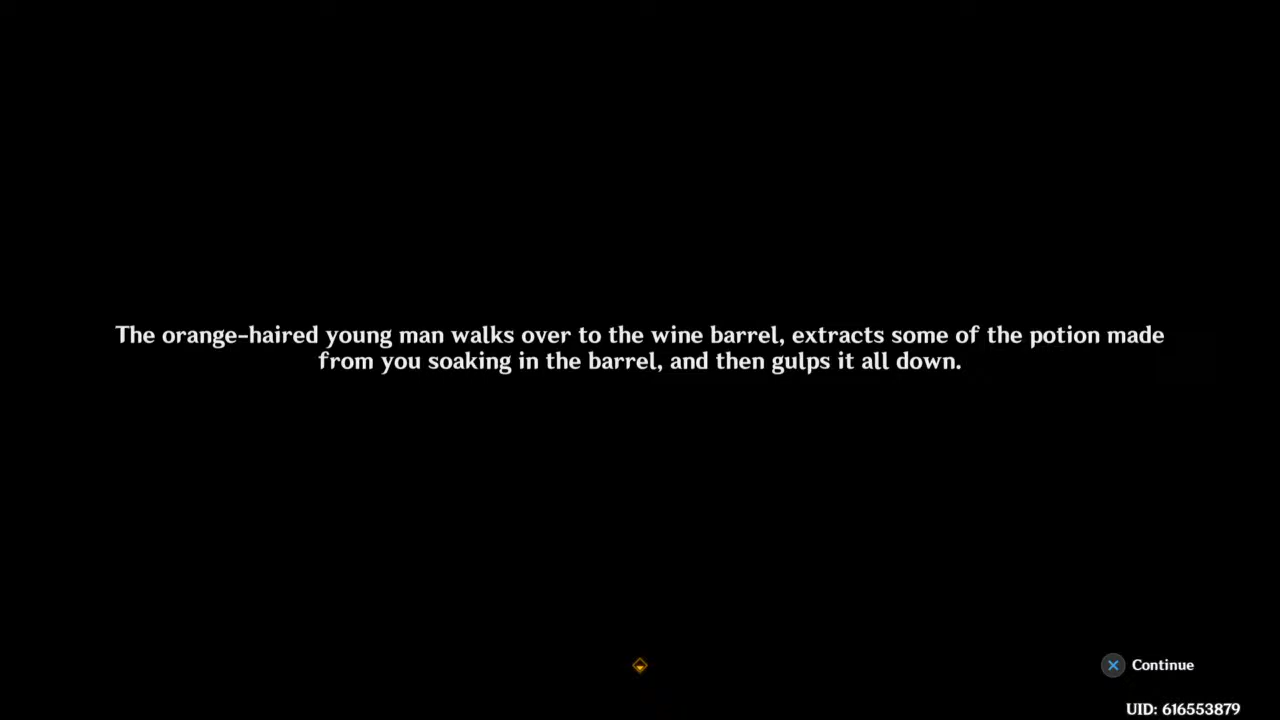 The orange-haired young man walks over to the wine barrel, extracts some of the potion made
from you soaking in the barrel, and then gulps it all down.
Continue
UID: 616553879